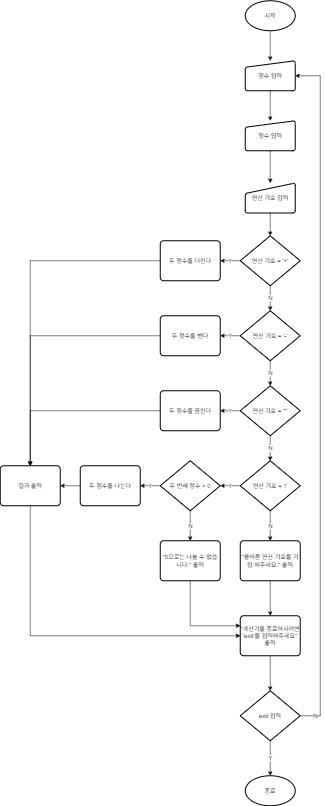 시작
정수 입력
정수 입력
연산 기호 입력
두 정수를 더한다
Y
연산 기호 = '+'
N
두 정수를 뺀다
Y
연산 기호 = '-'
N
두 정수를 곱한다
Y
연산 기호 = '*'
N
결과 출력
두 정수를 나눈다
Y
두 번째 정수 > 0
Y
연산 기호 = '/'
N
N
"0으로는 나눌 수 없습
니다." 출력
"올바른 연산 기호를 기
입 해주세요." 출력
"계산기를 종료하시려면
'exit'를 입력해주세요"
출력
exit 입력
N
Y
종료